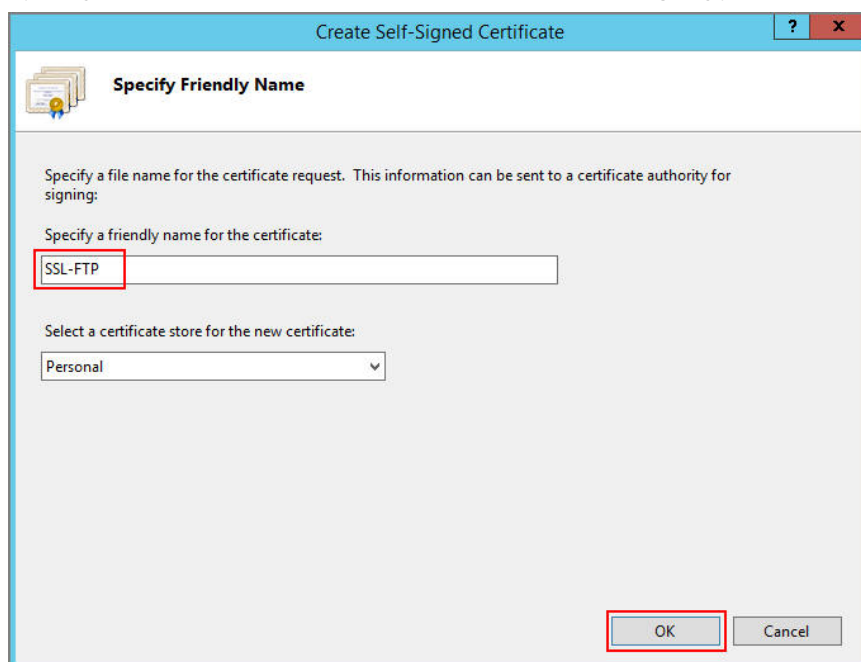 Create Self-Signed Certificate
? x
Specify Friendly Name
Specify a file name for the certificate request. This information can be sent to a certificate authority for
signing:
Specify a friendly name for the certificate:
SSL-FTP
Select a certificate store for the new certificate:
Personal
OK Cancel